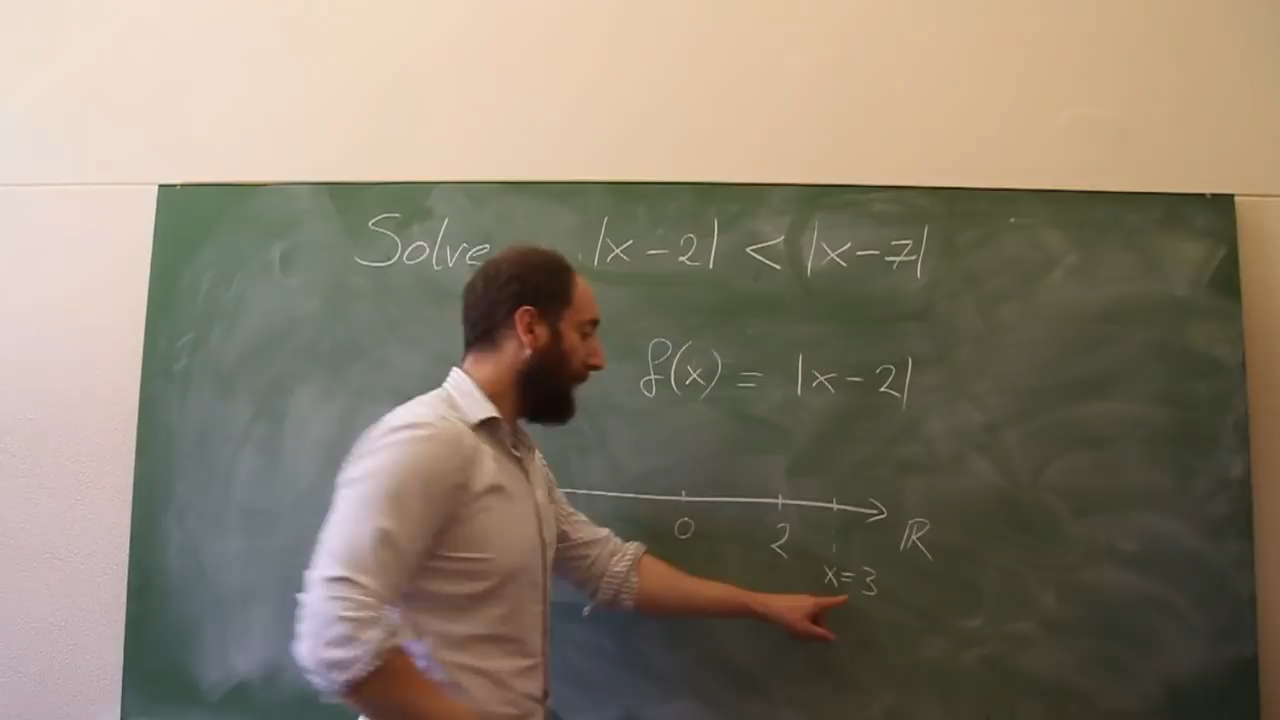 Solve |x-2| < |x-7|
f(x) = |x-2|
0 2 ℝ
x=3